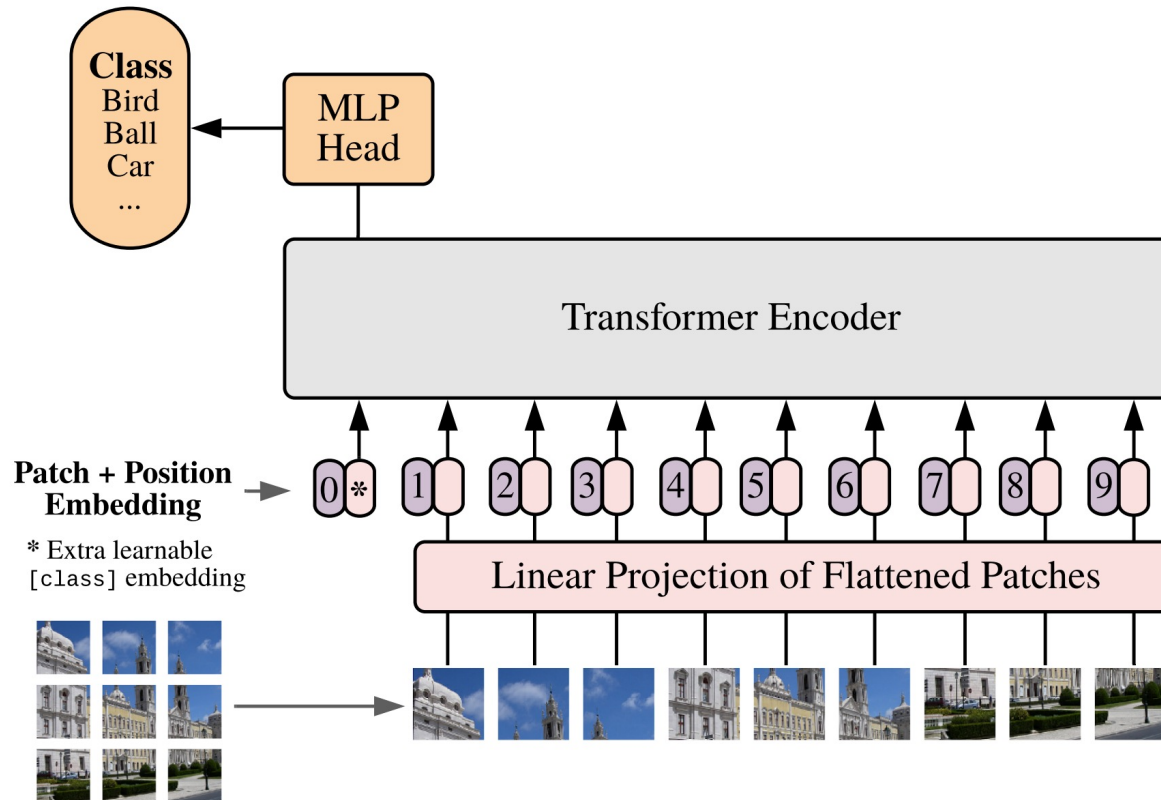 Class
Bird
Ball
Car
...
MLP
Head
Transformer Encoder
Patch + Position
Embedding
0 * 1 2 3 4 5 6 7 8 9
* Extra learnable
[class] embedding
Linear Projection of Flattened Patches